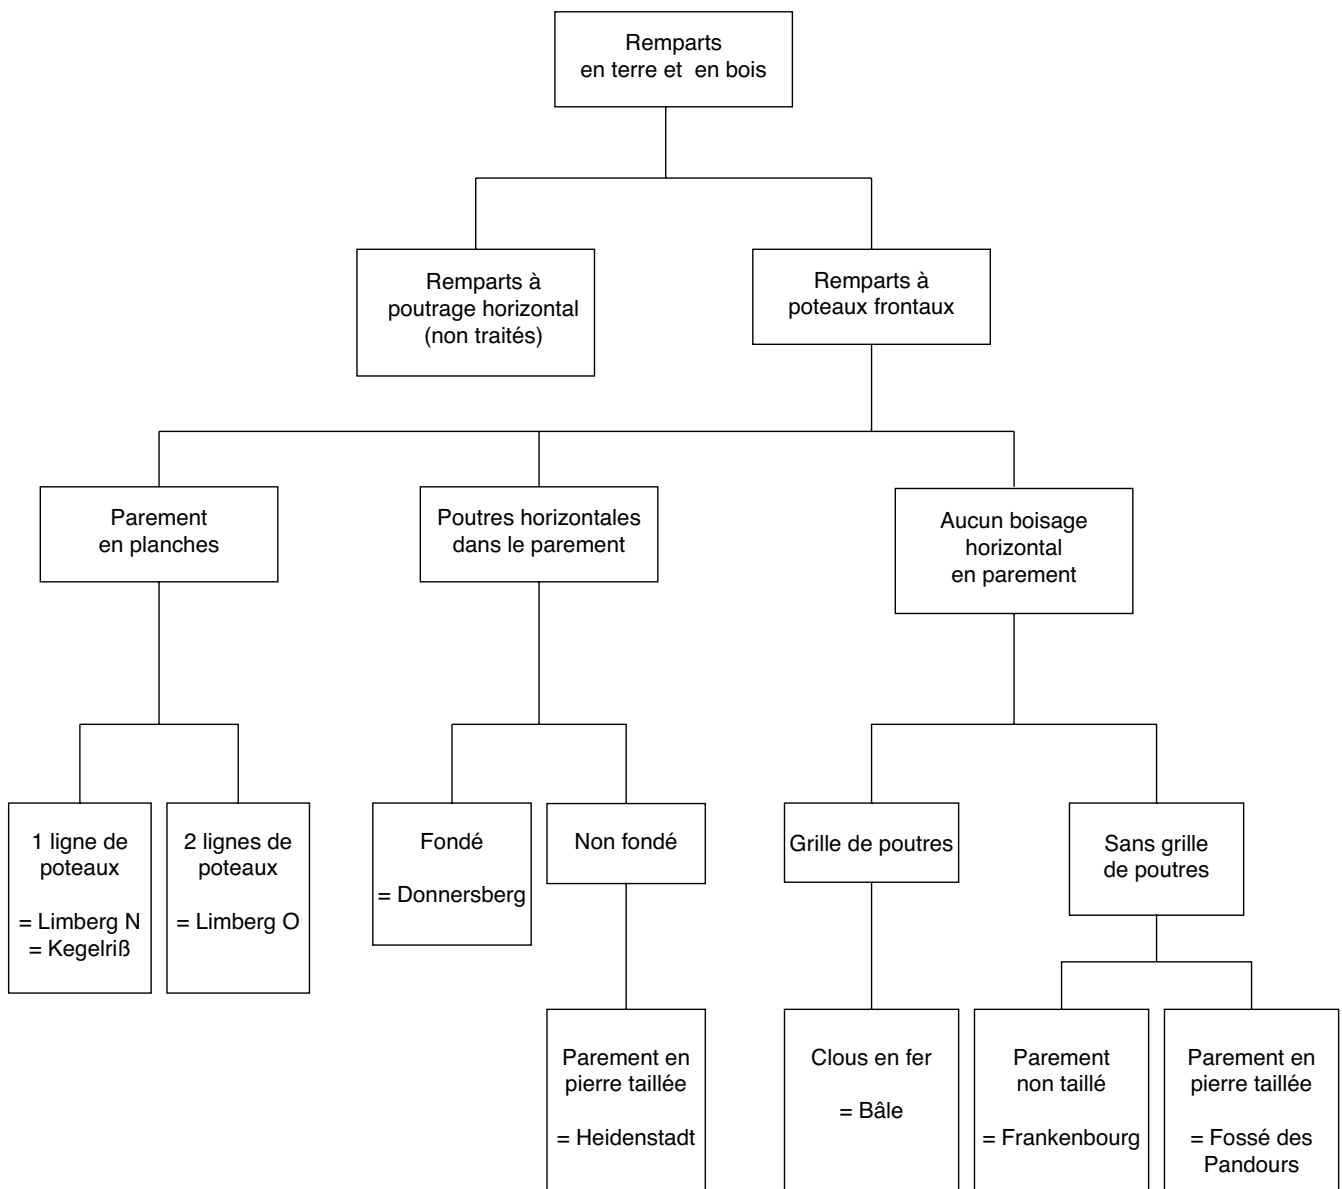 Remparts
en terre et en bois
Remparts à
poutrage horizontal
(non traités)
Remparts à
poteaux frontaux
Parement
en planches
Poutres horizontales
dans le parement
Aucun boisage
horizontal
en parement
1 ligne de
poteaux
= Limberg N
= Kegelriß
2 lignes de
poteaux
= Limberg O
Fondé
= Donnersberg
Non fondé
Grille de poutres
Sans grille
de poutres
Parement en
pierre taillée
= Heidenstadt
Clous en fer
= Bâle
Parement
non taillé
= Frankenbourg
Parement en
pierre taillée
= Fossé des
Pandours